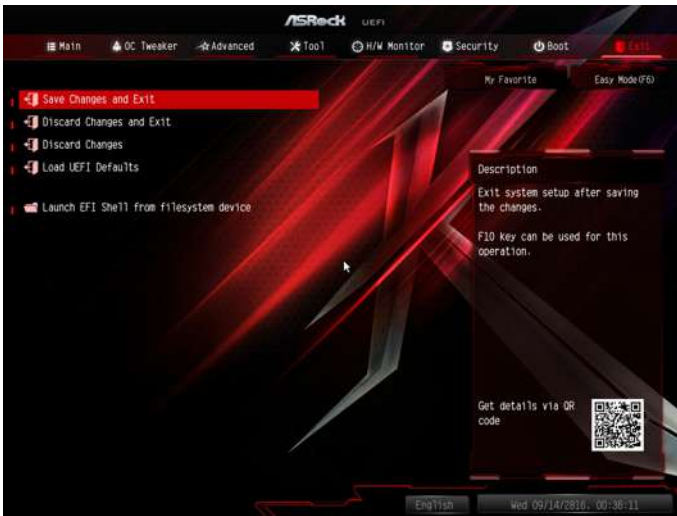 ASRock UEFI
Main OC Tweaker Advanced Tool H/W Monitor Security Boot Exit
My Favorite Easy Mode(F6)
Save Changes and Exit
Discard Changes and Exit
Discard Changes
Load UEFI Defaults
Launch EFI Shell from filesystem device
Description
Exit system setup after saving
the changes.
F10 key can be used for this
operation.
Get details via QR
code
English Wed 09/14/2016. 00:36:11